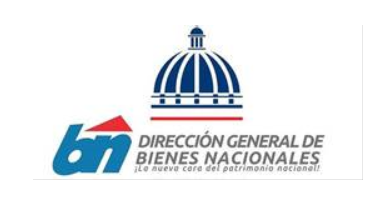 bn
DIRECCIÓN GENERAL DE
BIENES NACIONALES
¡La nueva cara del patrimonio nacional!